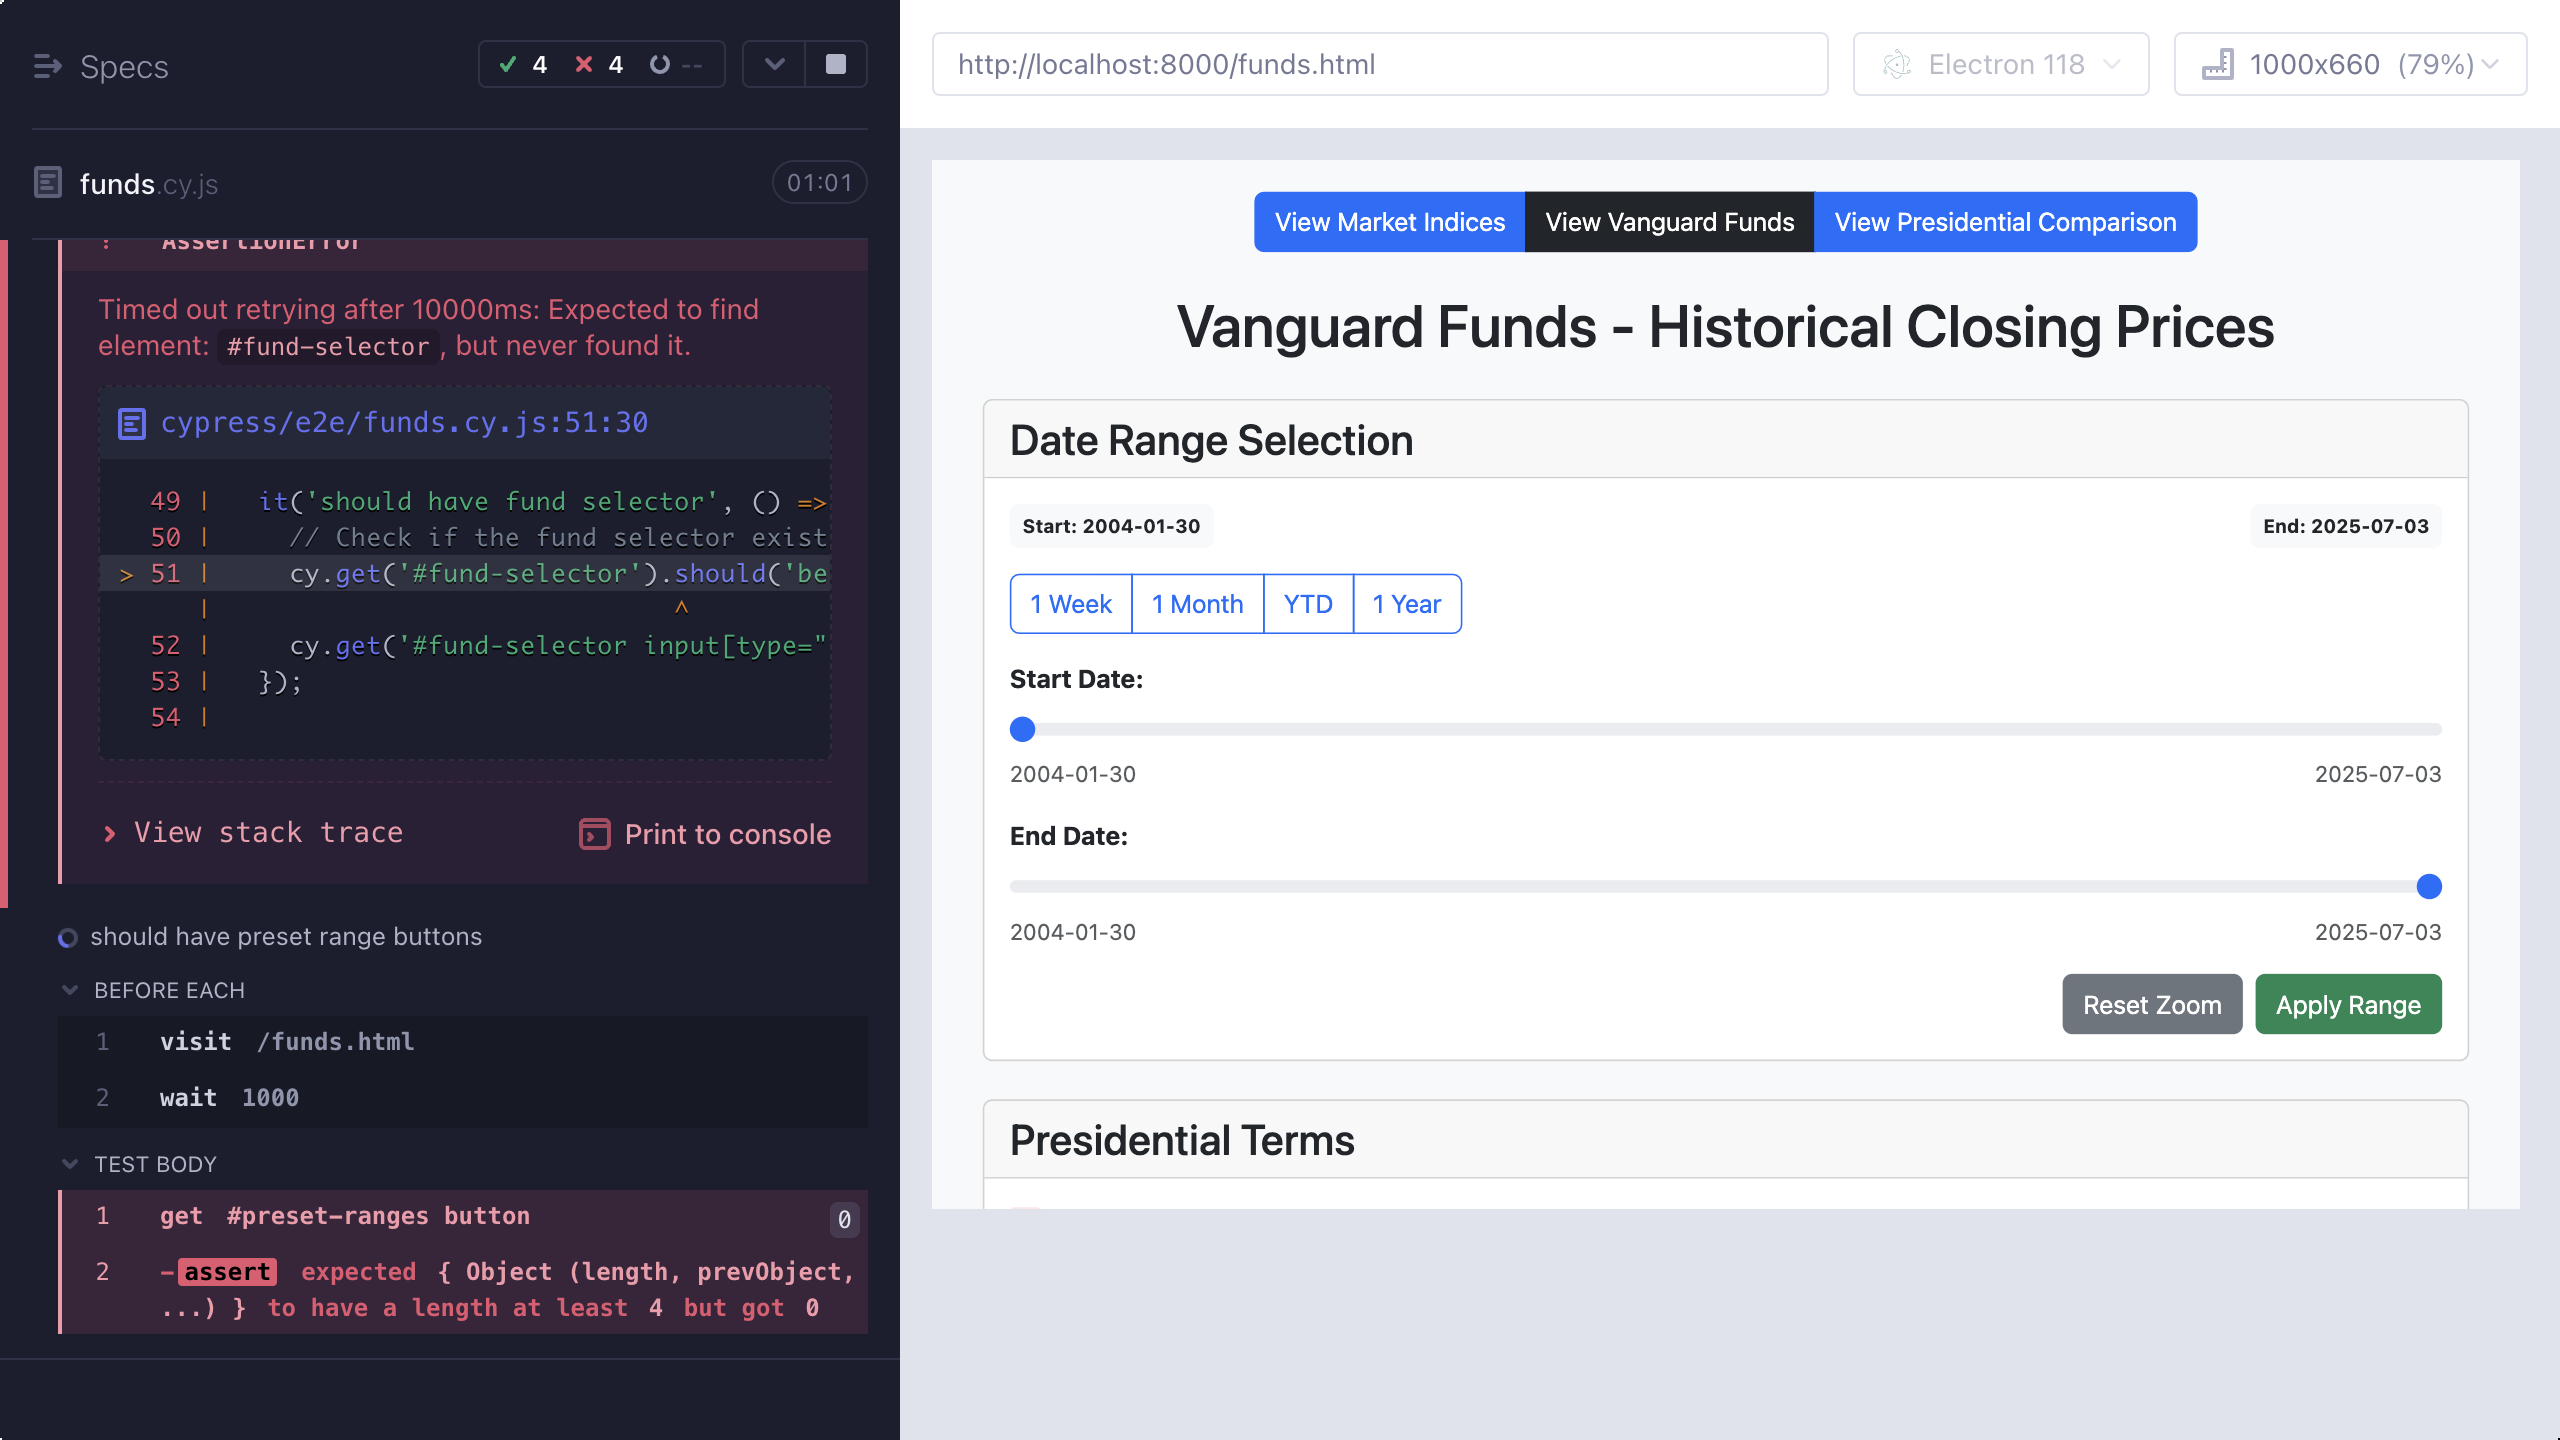 Specs
4 4 --
funds.cy.js 01:01
! AssertionError
Timed out retrying after 10000ms: Expected to find
element: #fund-selector , but never found it.
cypress/e2e/funds.cy.js:51:30
49 | it('should have fund selector', () =>
50 | // Check if the fund selector exist
> 51 | cy.get('#fund-selector').should('be
| ^
52 | cy.get('#fund-selector input[type="
53 | });
54 |
View stack trace
Print to console
should have preset range buttons
BEFORE EACH
1 visit /funds.html
2 wait 1000
TEST BODY
1 get #preset-ranges button 0
2 -assert expected { Object (length, prevObject,
...) } to have a length at least 4 but got 0
http://localhost:8000/funds.html
Electron 118
1000x660 (79%)
View Market Indices
View Vanguard Funds
View Presidential Comparison
Vanguard Funds - Historical Closing Prices
Date Range Selection
Start: 2004-01-30
End: 2025-07-03
1 Week
1 Month
YTD
1 Year
Start Date:
2004-01-30
2025-07-03
End Date:
2004-01-30
2025-07-03
Reset Zoom
Apply Range
Presidential Terms